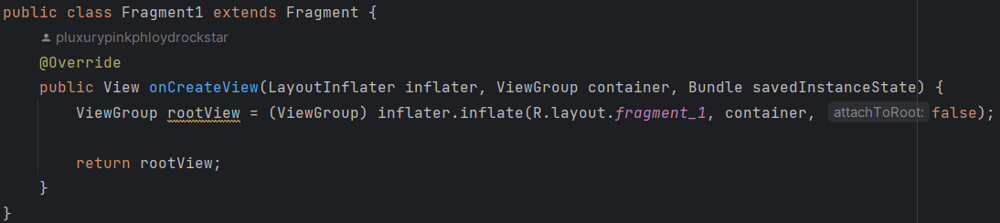 public class Fragment1 extends Fragment {
pluxurypinkphloydrockstar
@Override
public View onCreateView(LayoutInflater inflater, ViewGroup container, Bundle savedInstanceState) {
ViewGroup rootView = (ViewGroup) inflater.inflate(R.layout.fragment_1, container, attachToRoot: false);
return rootView;
}
}